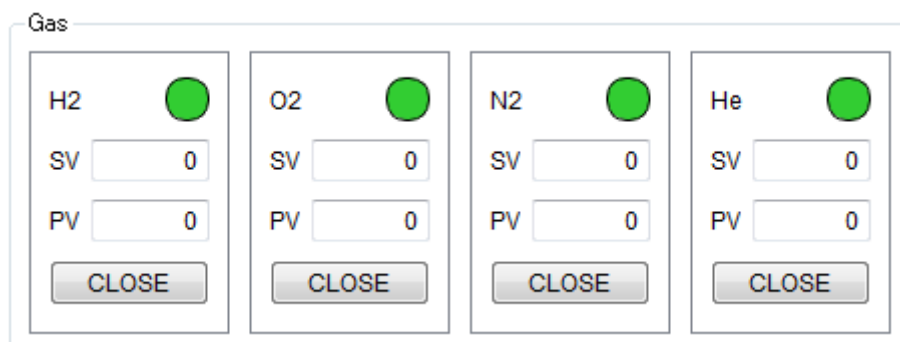 Gas
H2 O2 N2 He
SV 0 SV 0 SV 0 SV 0
PV 0 PV 0 PV 0 PV 0
CLOSE CLOSE CLOSE CLOSE